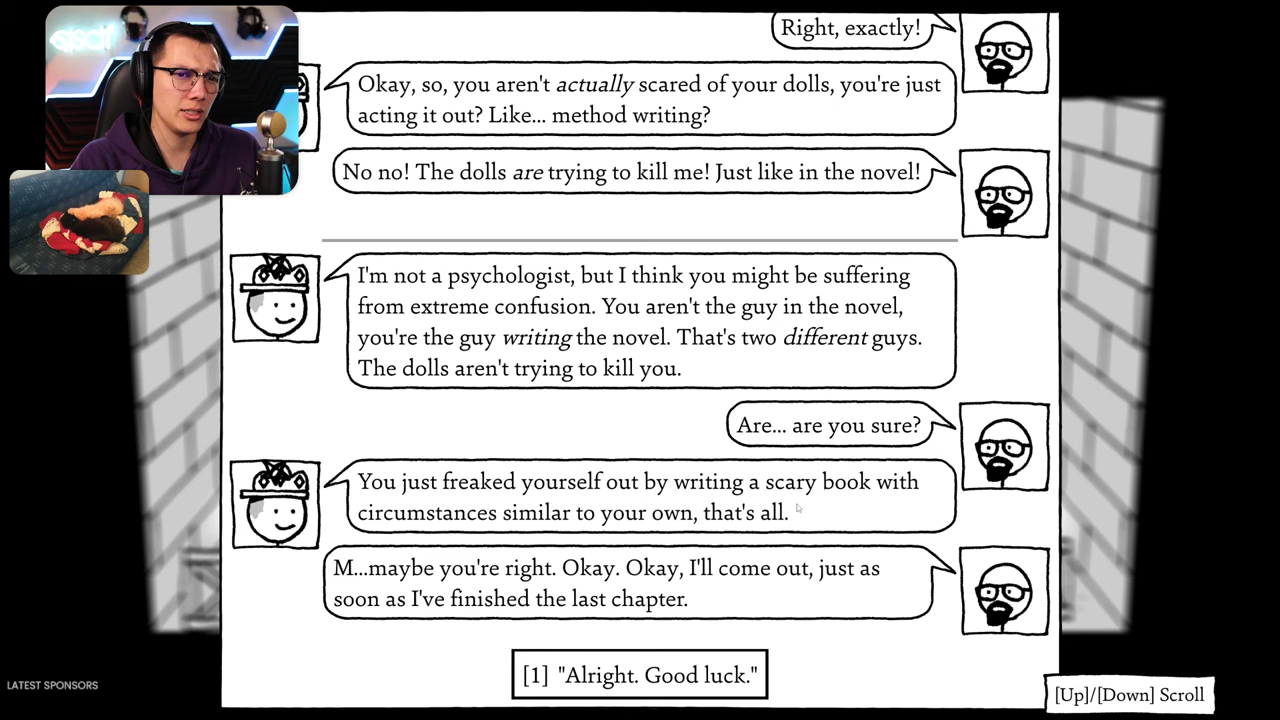 Right, exactly!
Okay, so, you aren't actually scared of your dolls, you're just
acting it out? Like... method writing?
No no! The dolls are trying to kill me! Just like in the novel!
I'm not a psychologist, but I think you might be suffering
from extreme confusion. You aren't the guy in the novel,
you're the guy writing the novel. That's two different guys.
The dolls aren't trying to kill you.
Are... are you sure?
You just freaked yourself out by writing a scary book with
circumstances similar to your own, that's all.
M...maybe you're right. Okay. Okay, I'll come out, just as
soon as I've finished the last chapter.
[1] "Alright. Good luck."
LATEST SPONSORS
[Up]/[Down] Scroll